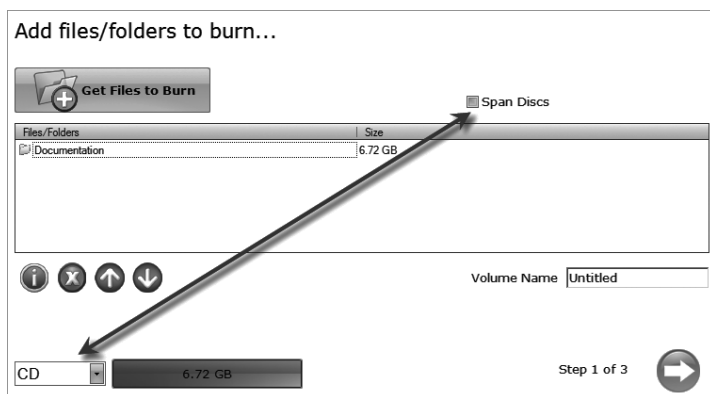 Add files/folders to burn...
Get Files to Burn
Span Discs
Files/Folders Size
Documentation 6.72 GB
Volume Name Untitled
CD 6.72 GB Step 1 of 3